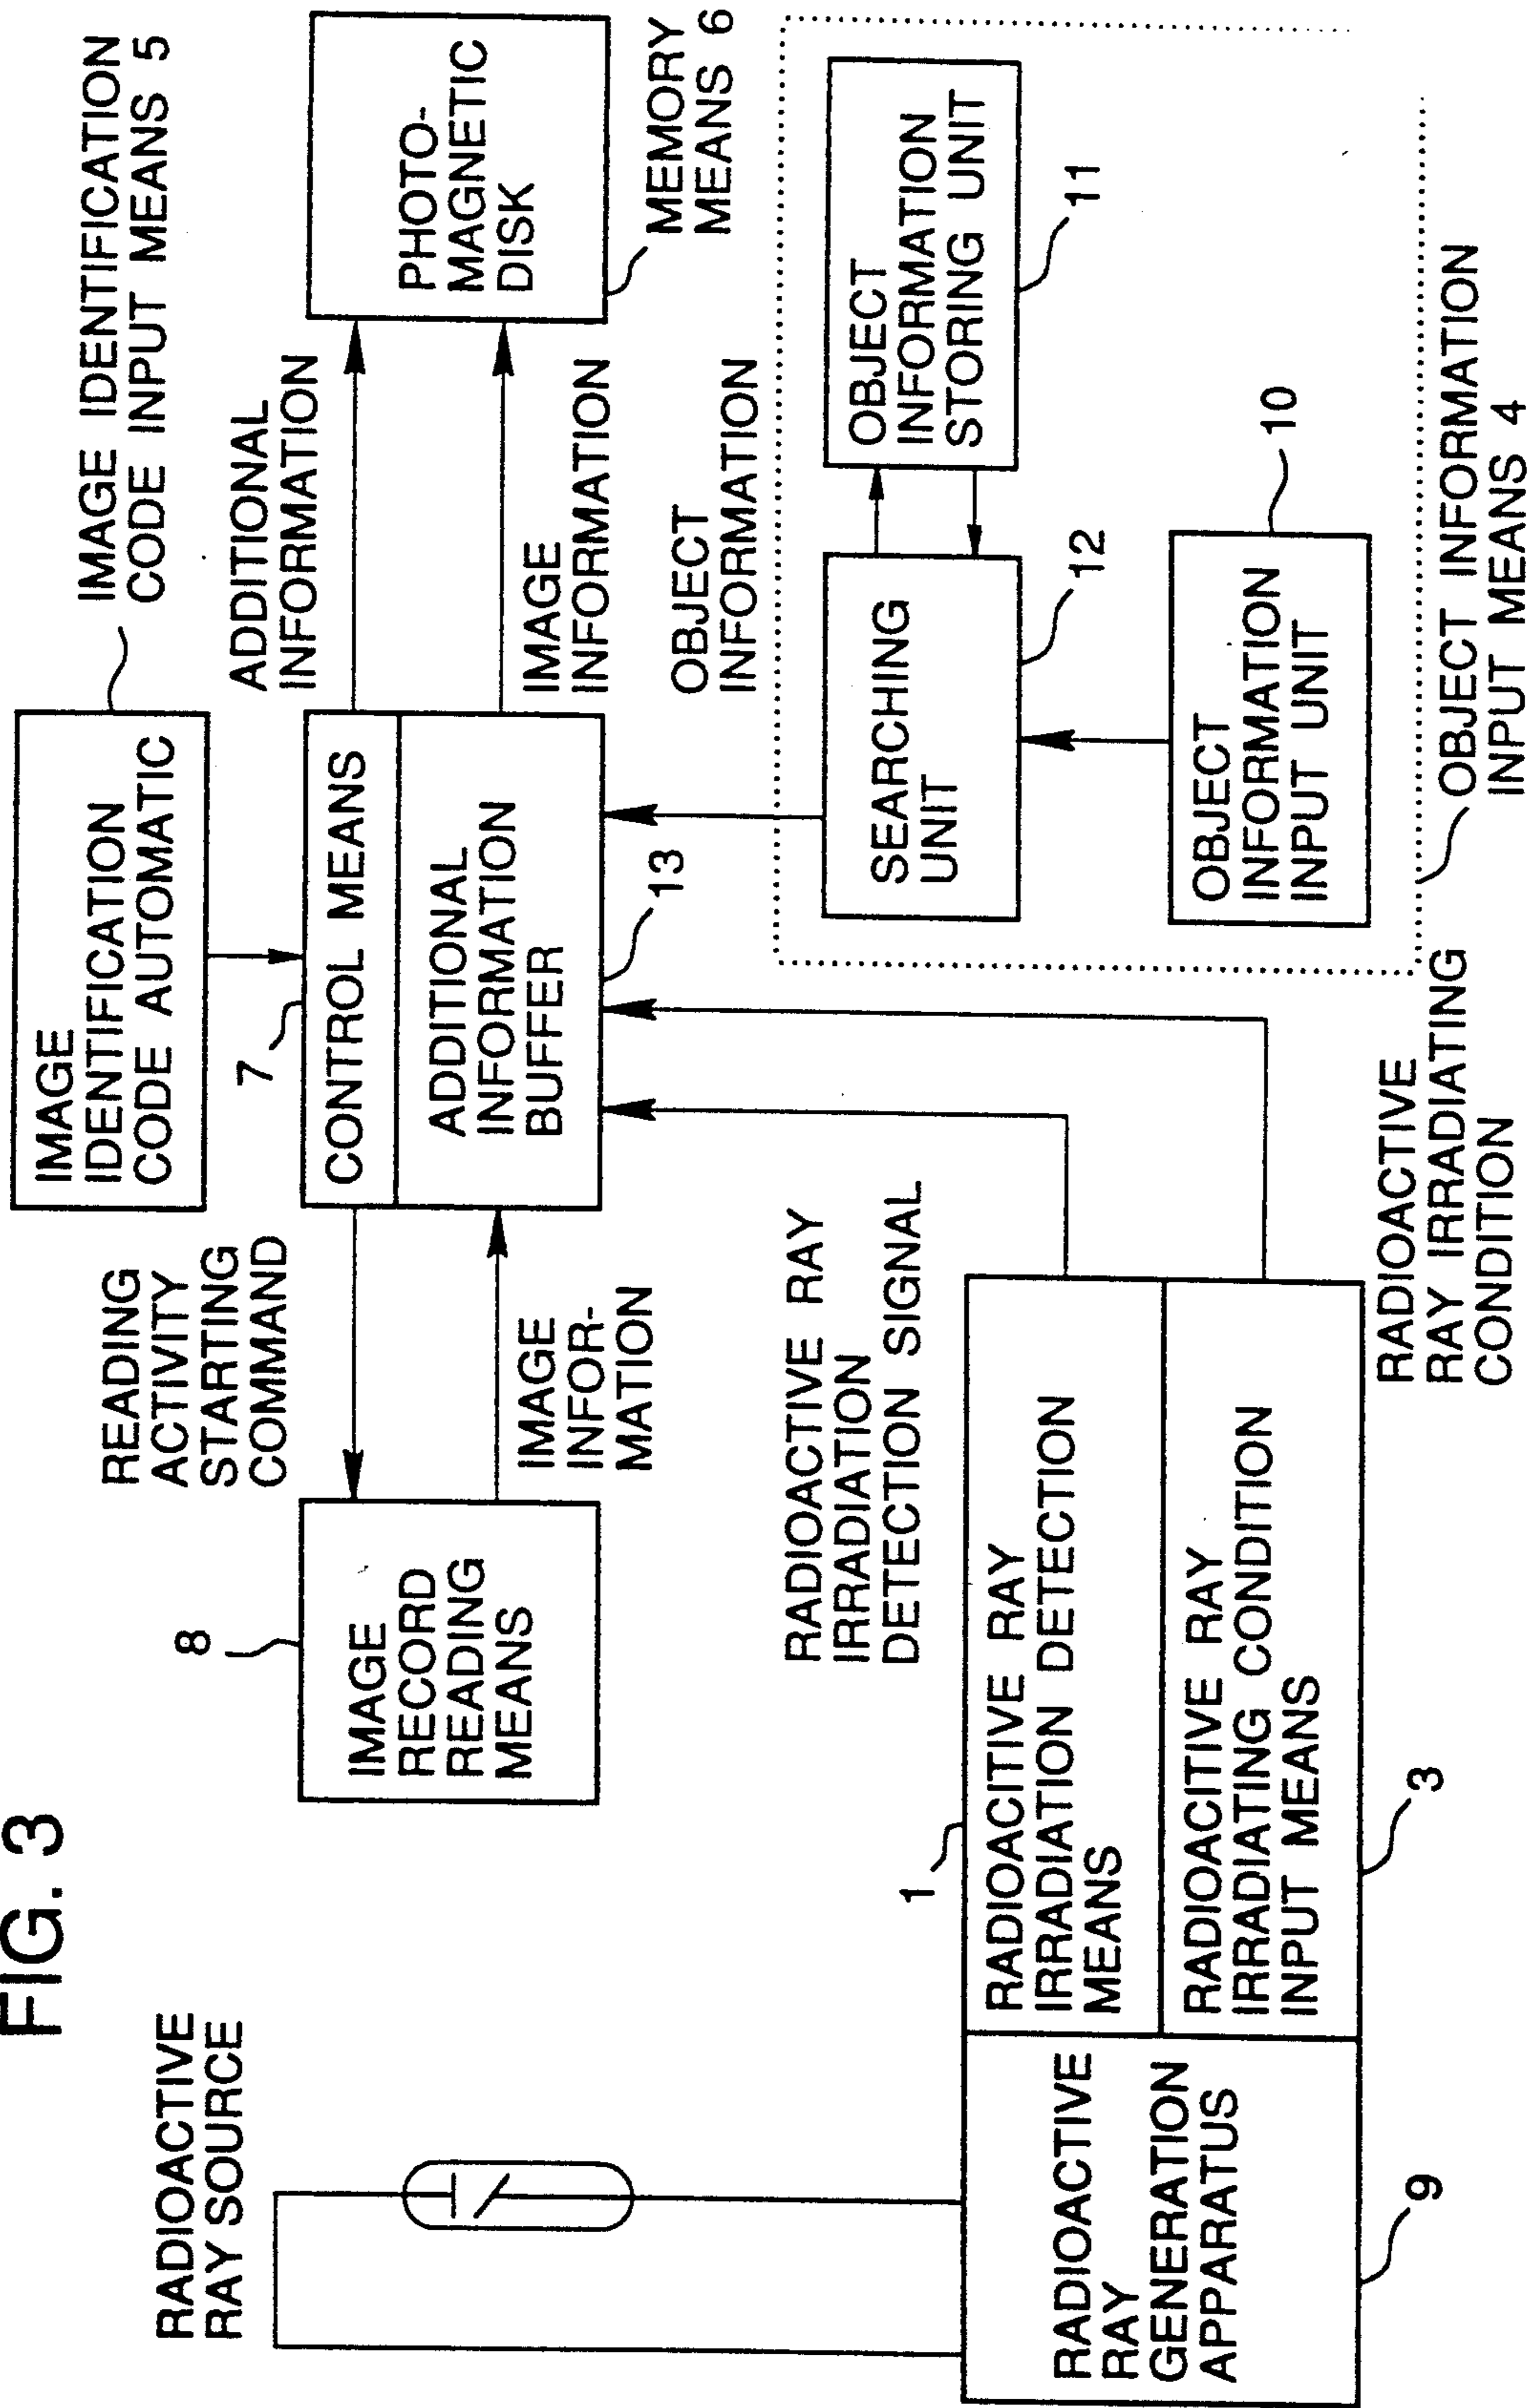 FIG. 3
RADIOACTIVE
RAY SOURCE
8
IMAGE
RECORD
READING
MEANS
READING
ACTIVITY
STARTING
COMMAND
IMAGE
INFOR-
MATION
IMAGE
IDENTIFICATION
CODE AUTOMATIC
IMAGE IDENTIFICATION
CODE INPUT MEANS 5
7
CONTROL MEANS
ADDITIONAL
INFORMATION
BUFFER
13
ADDITIONAL
INFORMATION
IMAGE
INFORMATION
PHOTO-
MAGNETIC
DISK
MEMORY
MEANS 6
OBJECT
INFORMATION
RADIOACTIVE RAY
IRRADIATION
DETECTION SIGNAL
1
RADIOACITIVE RAY
IRRADIATION DETECTION
MEANS
RADIOACITIVE RAY
IRRADIATING CONDITION
INPUT MEANS
3
RADIOACTIVE
RAY
GENERATION
APPARATUS
9
RADIOACTIVE
RAY IRRADIATING
CONDITION
SEARCHING
UNIT
12
OBJECT
INFORMATION
STORING UNIT
11
OBJECT
INFORMATION
INPUT UNIT
10
OBJECT INFORMATION
INPUT MEANS 4